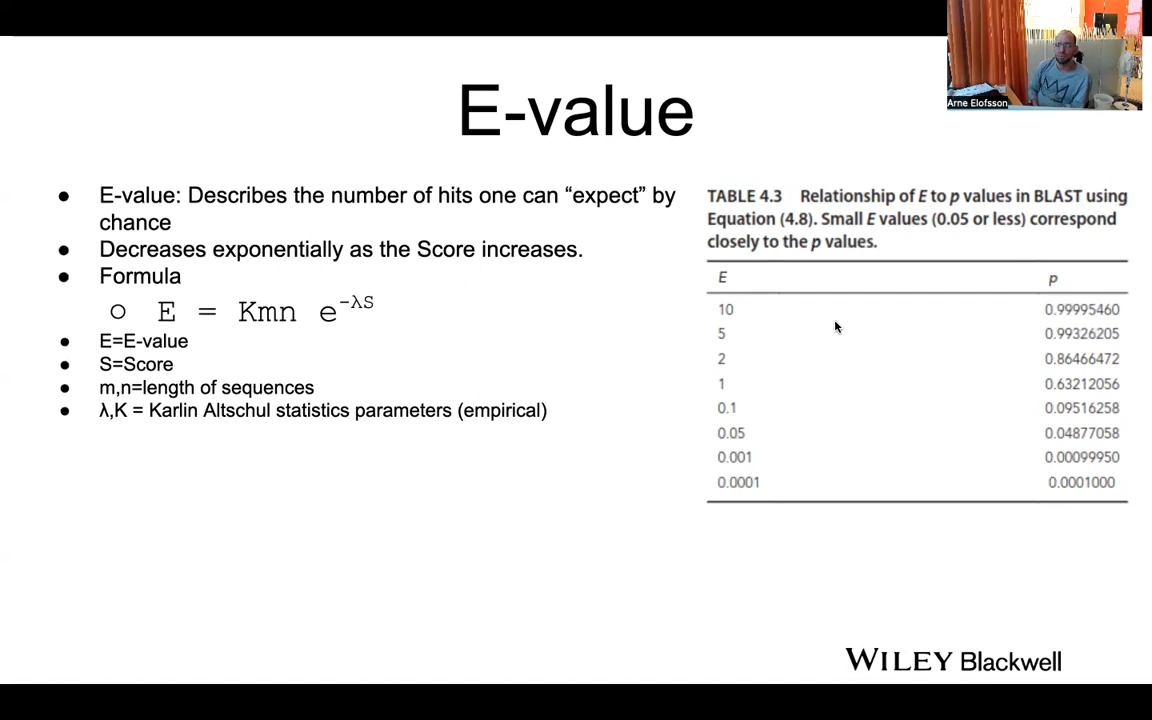 Arne Elofsson
E-value
● E-value: Describes the number of hits one can “expect” by
chance
● Decreases exponentially as the Score increases.
● Formula
○ E = Kmn e^-λS
● E=E-value
● S=Score
● m,n=length of sequences
● λ,K = Karlin Altschul statistics parameters (empirical)
TABLE 4.3 Relationship of E to p values in BLAST using
Equation (4.8). Small E values (0.05 or less) correspond
closely to the p values.
E p
10 0.99995460
5 0.99326205
2 0.86466472
1 0.63212056
0.1 0.09516258
0.05 0.04877058
0.001 0.00099950
0.0001 0.0001000
WILEY Blackwell